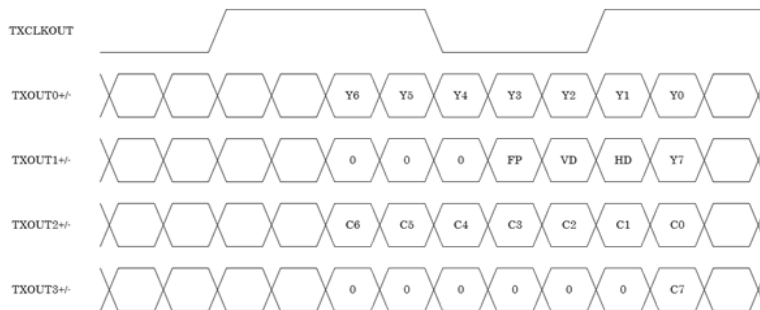 TXCLKOUT
TXOUT0+/- Y6 Y5 Y4 Y3 Y2 Y1 Y0
TXOUT1+/- 0 0 0 FP VD HD Y7
TXOUT2+/- C6 C5 C4 C3 C2 C1 C0
TXOUT3+/- 0 0 0 0 0 0 C7